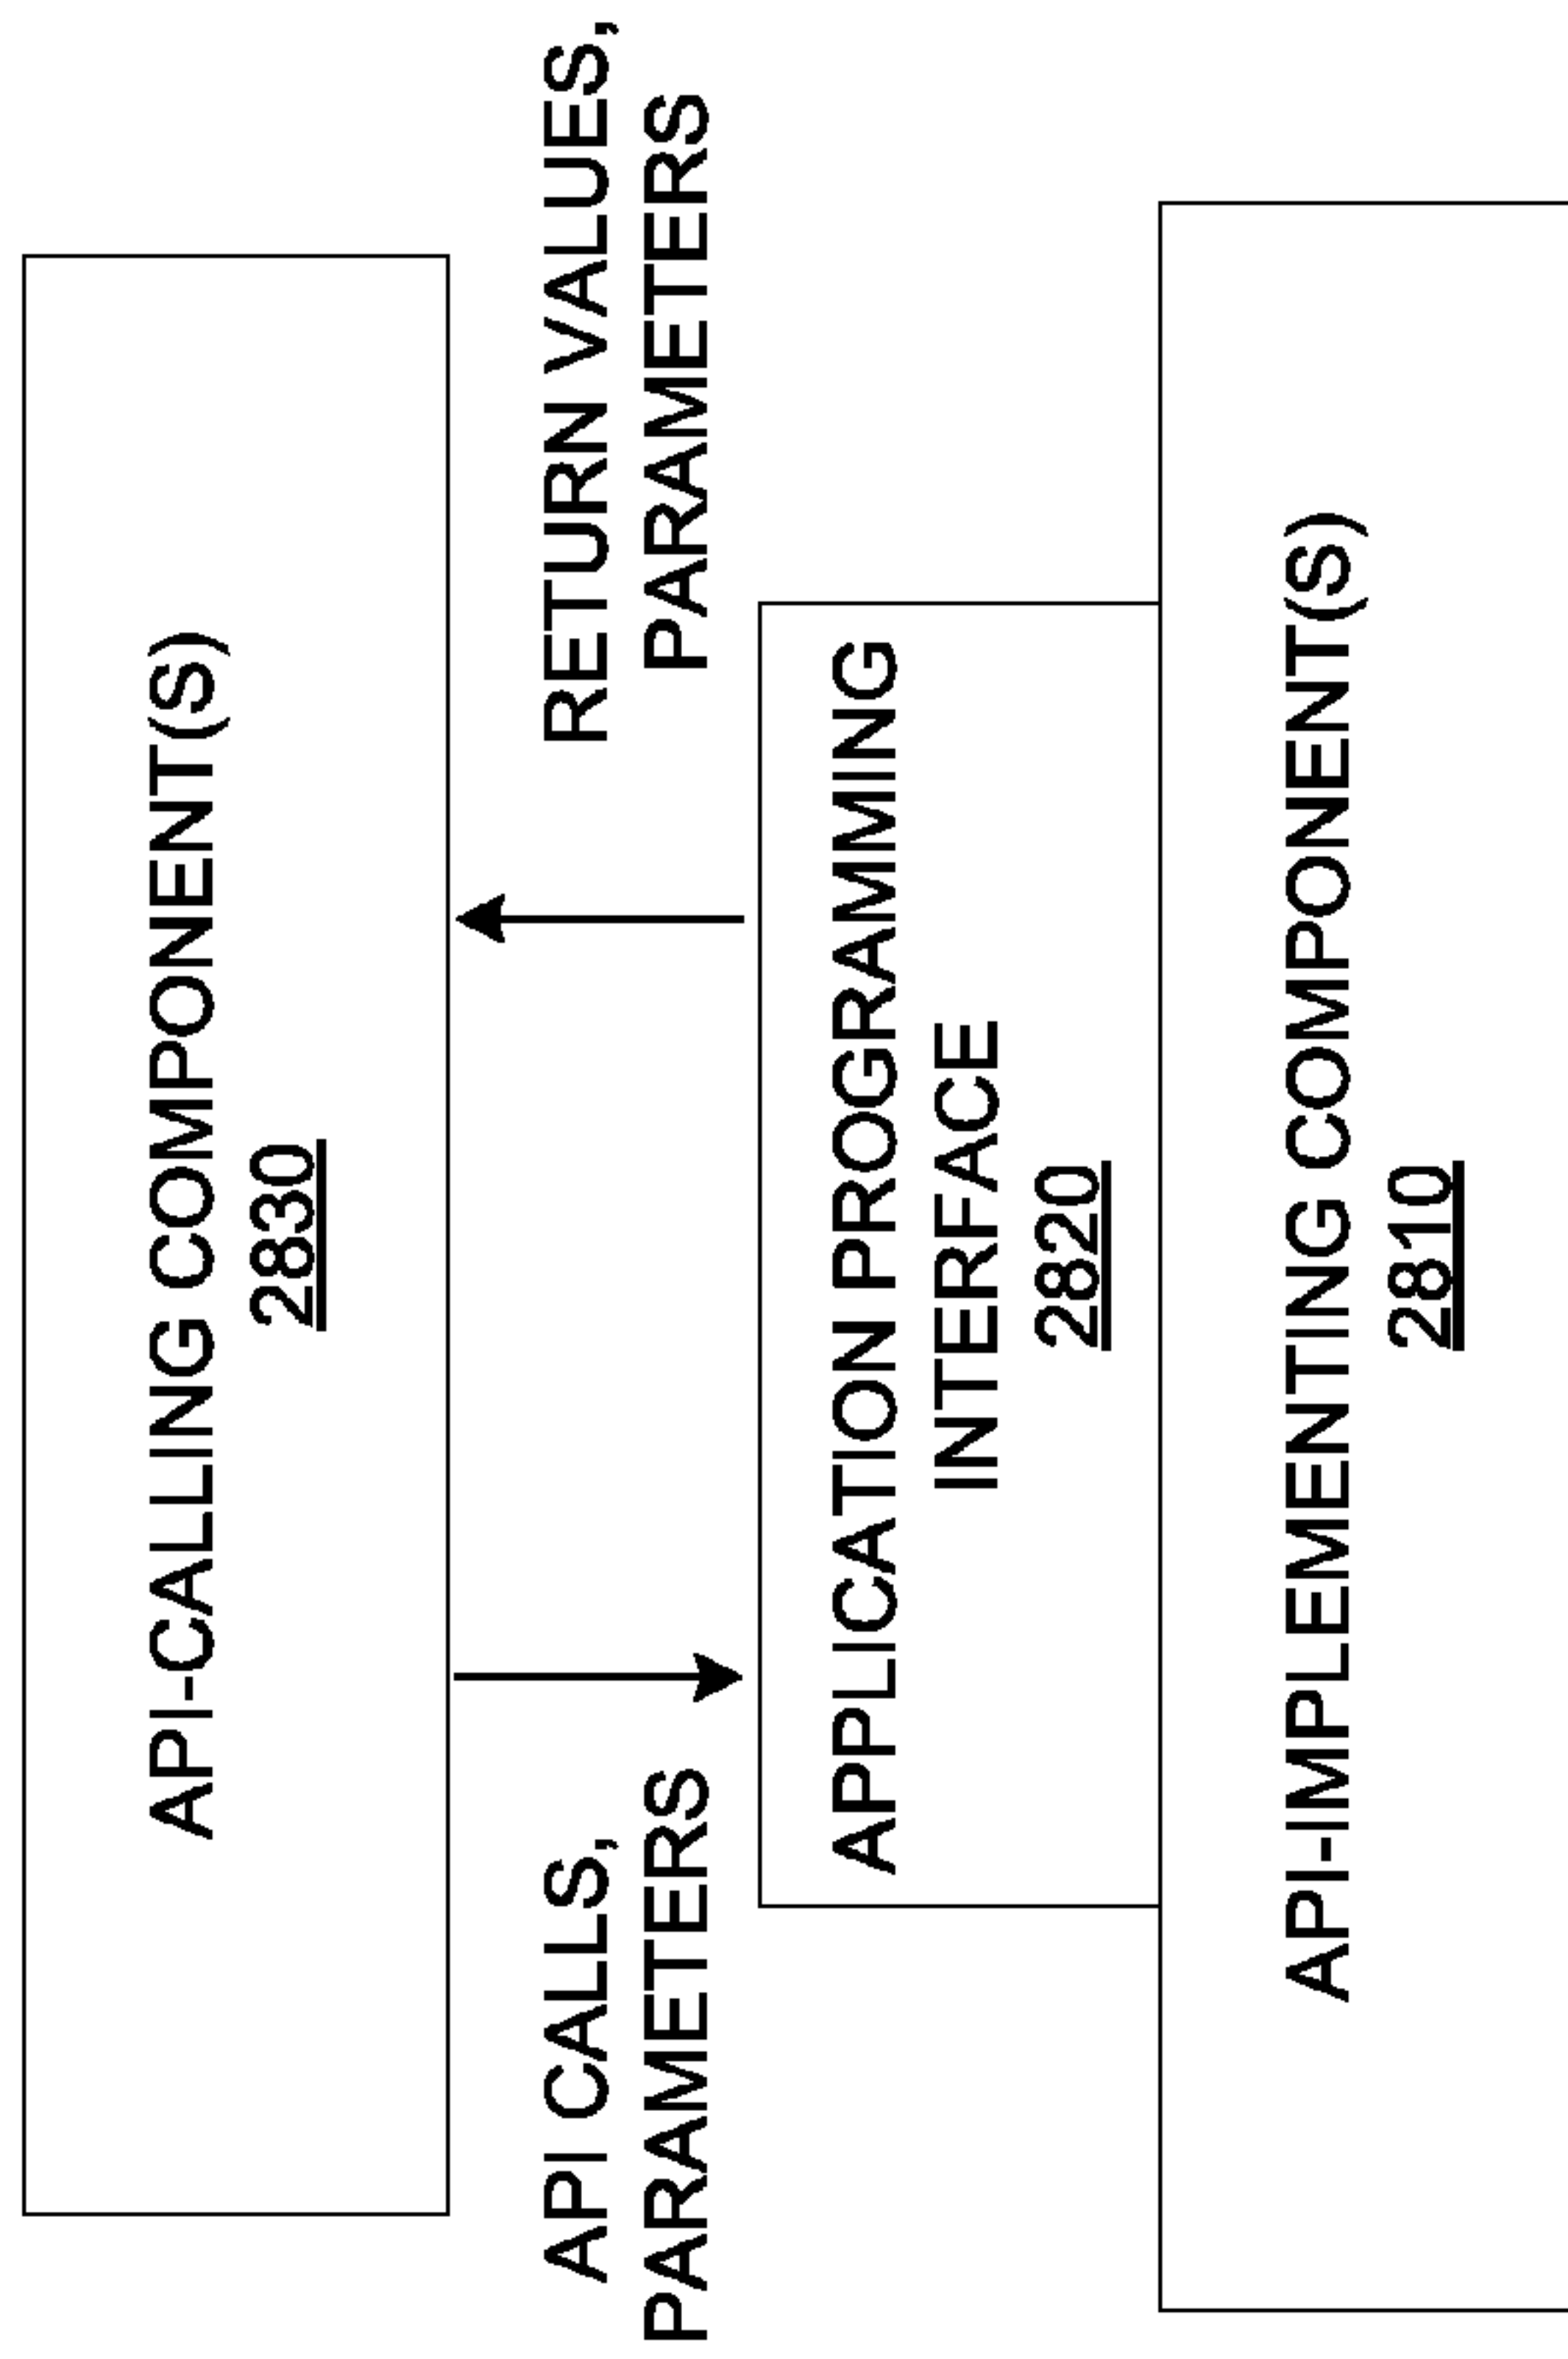 API-CALLING COMPONENT(S)
2830
API CALLS,
PARAMETERS
RETURN VALUES,
PARAMETERS
APPLICATION PROGRAMMING
INTERFACE
2820
API-IMPLEMENTING COMPONENT(S)
2810